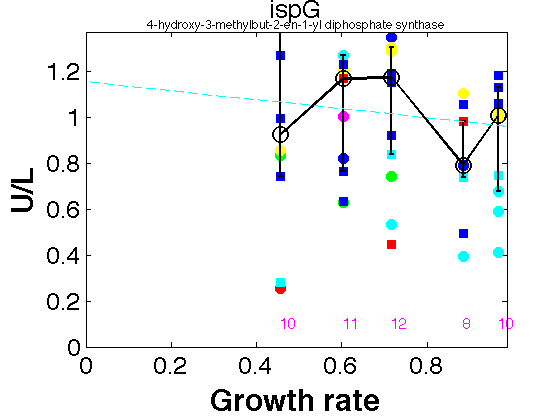 ispG
4-hydroxy-3-methylbut-2-en-1-yl diphosphate synthase
1.2
1
0.8
0.6
0.4
0.2
0
U/L
10 11 12 8 10
0 0.2 0.4 0.6 0.8
Growth rate